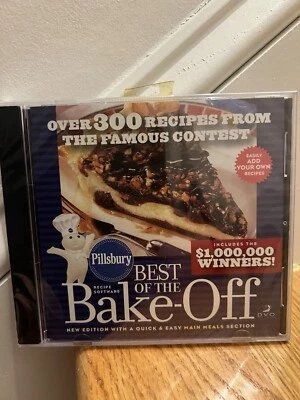 OVER 300 RECIPES FROM
THE FAMOUS CONTEST
EASILY
ADD YOUR OWN
RECIPES
INCLUDES THE
$1,000,000
WINNERS!
Pillsbury
BEST
OF THE
RECIPE
SOFTWARE
Bake-Off
DVO
NEW EDITION WITH A QUICK & EASY MAIN MEALS SECTION